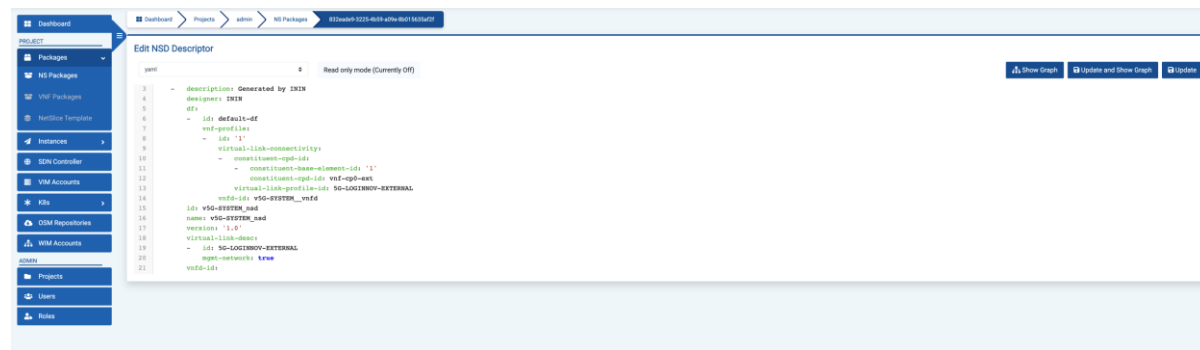 Dashboard
PROJECT
Packages
NS Packages
VNF Packages
NetSlice Template
Instances
SDN Controller
VIM Accounts
K8s
OSM Repositories
WIM Accounts
ADMIN
Projects
Users
Roles
Dashboard Projects admin NS Packages
Edit NSD Descriptor
yaml Read only mode (Currently Off) Show Graph Update and Show Graph Update
3 - description: Generated by ININ
4 designer: ININ
5 df:
6 - id: default-df
7 vnf-profile:
8 - id: '1'
9 virtual-link-connectivity:
10 - constituent-cpd-id:
11 - constituent-base-element-id: '1'
12 constituent-cpd-id: vnf-cp0-ext
13 virtual-link-profile-id: 5G-LOGINNOV-EXTERNAL
14 vnfd-id: v5G-SYSTEM__vnfd
15 id: v5G-SYSTEM_nsd
16 name: v5G-SYSTEM_nsd
17 version: '1.0'
18 virtual-link-desc:
19 - id: 5G-LOGINNOV-EXTERNAL
20 mgmt-network: true
21 vnfd-id: